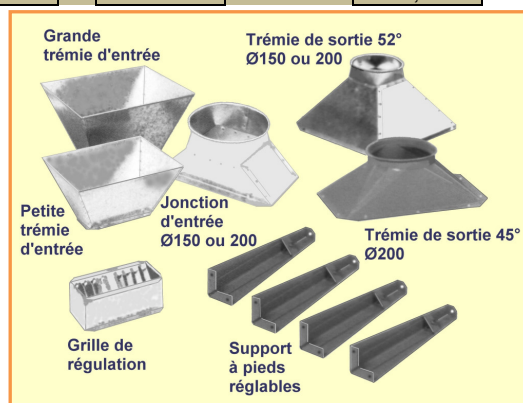 Grande
trémie d'entrée
Trémie de sortie 52°
Ø150 ou 200
Petite
trémie
d'entrée
Jonction
d'entrée
Ø150 ou 200
Trémie de sortie 45°
Ø200
Grille de
régulation
Support
à pieds
réglables